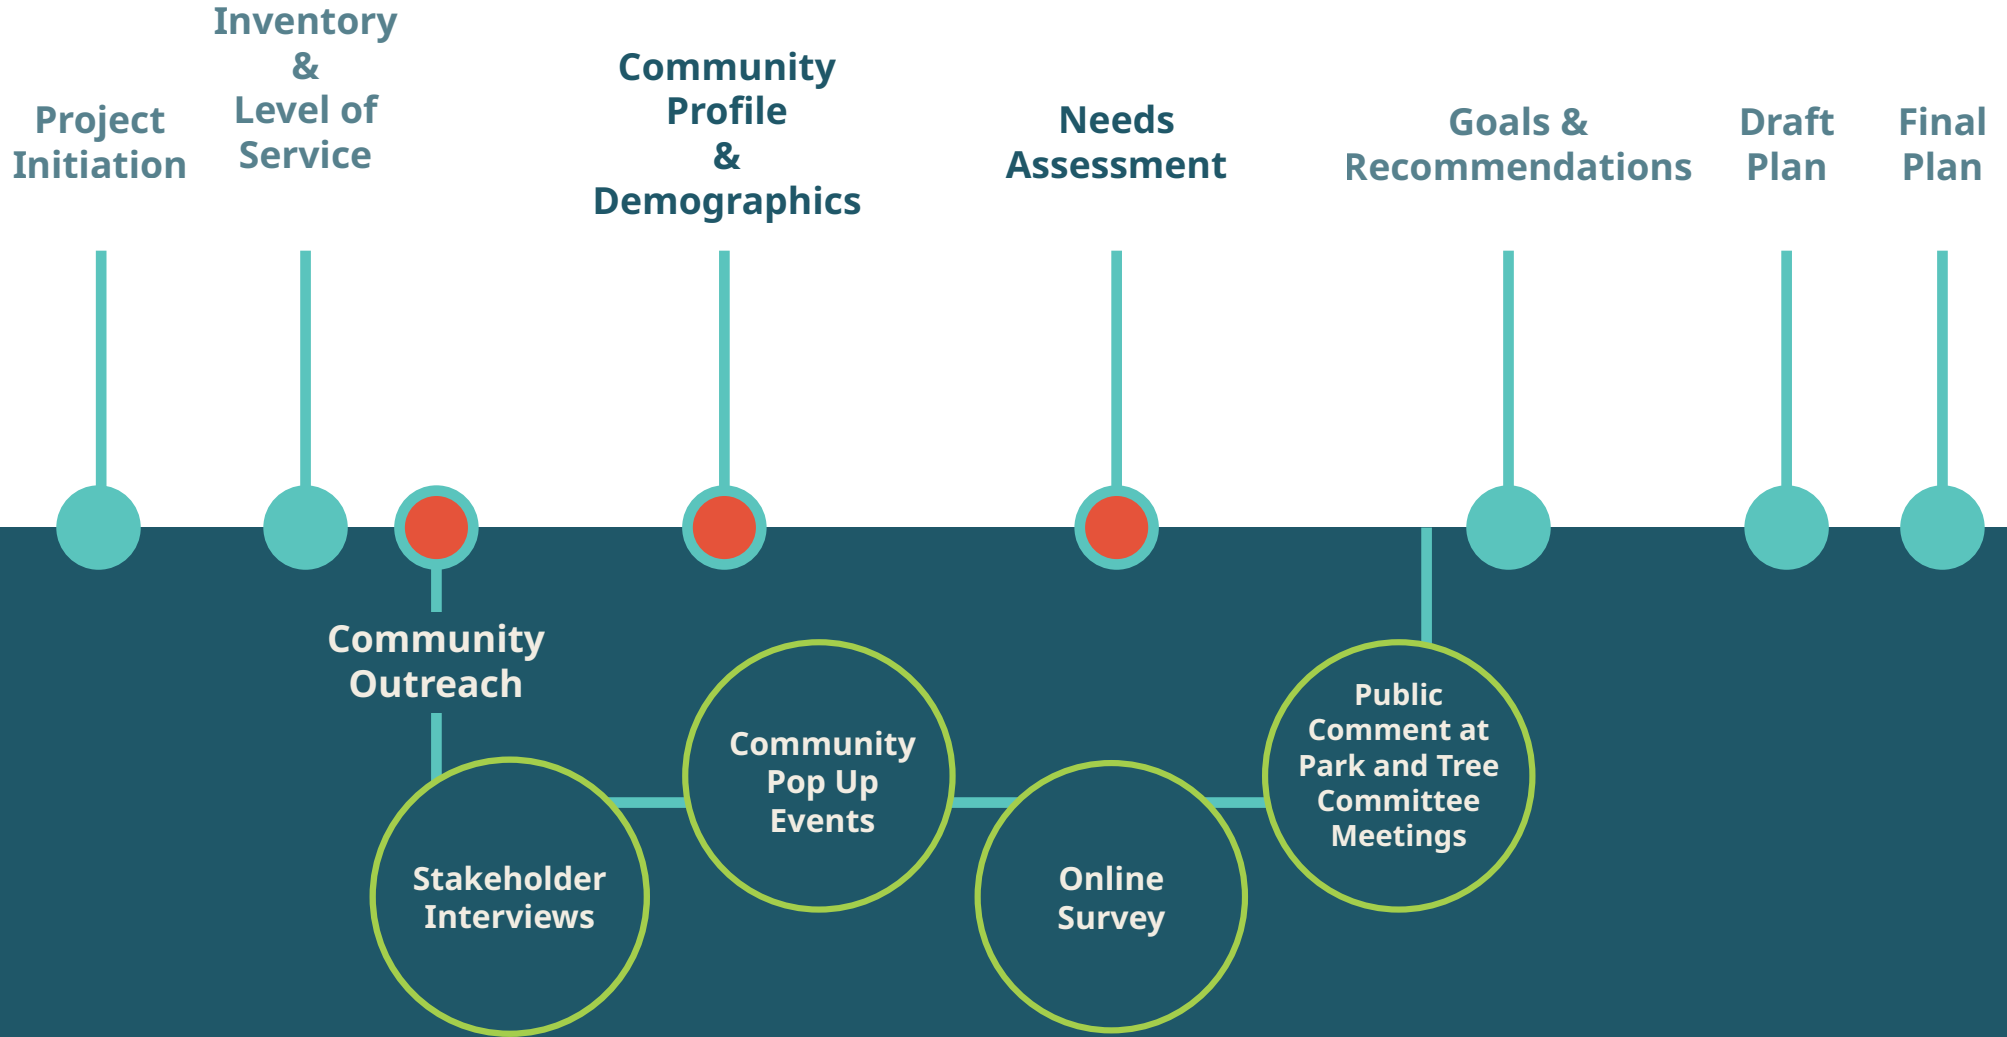 Project
Initiation
Inventory
&
Level of
Service
Community
Profile
&
Demographics
Needs
Assessment
Goals &
Recommendations
Draft
Plan
Final
Plan
Community
Outreach
Stakeholder
Interviews
Community
Pop Up
Events
Online
Survey
Public
Comment at
Park and Tree
Committee
Meetings